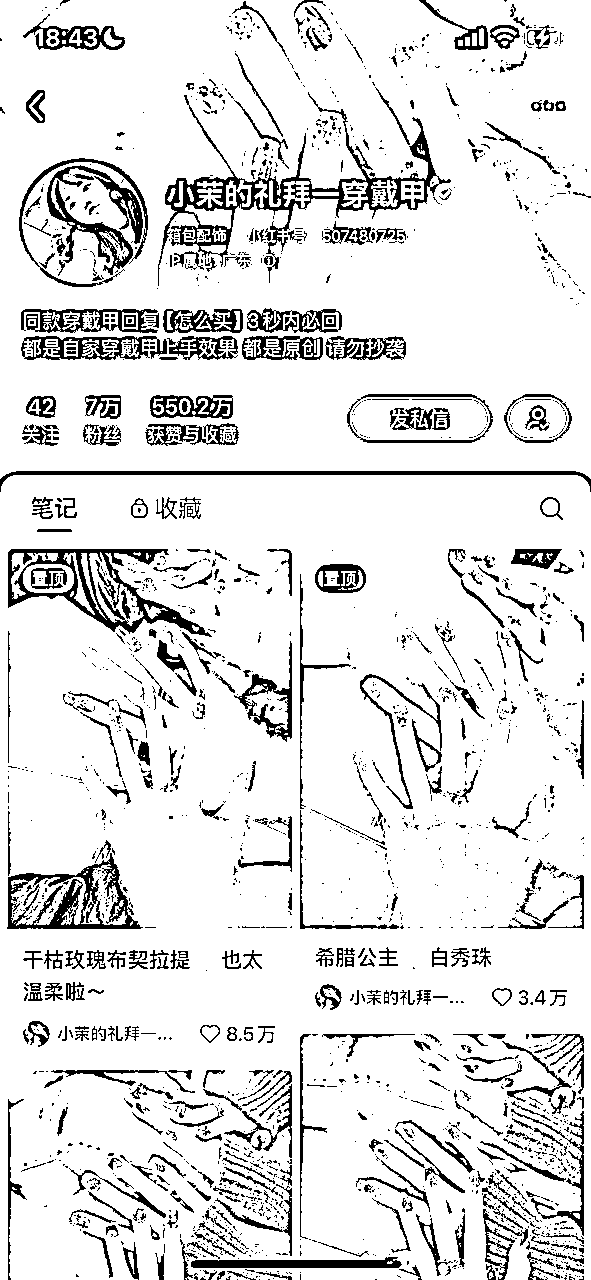 18:43
小茉的礼拜一穿戴甲
箱包配饰 小红书号 507480725
IP属地:广东
同款穿戴甲回复【怎么买】3秒内必回
都是自家穿戴甲上手效果 都是原创 请勿抄袭
42 7万 550.2万
关注 粉丝 获赞与收藏
发私信
笔记 收藏
置顶
置顶
干枯玫瑰布契拉提 也太
温柔啦～
小茉的礼拜一... 8.5万
希腊公主 白秀珠
小茉的礼拜一... 3.4万